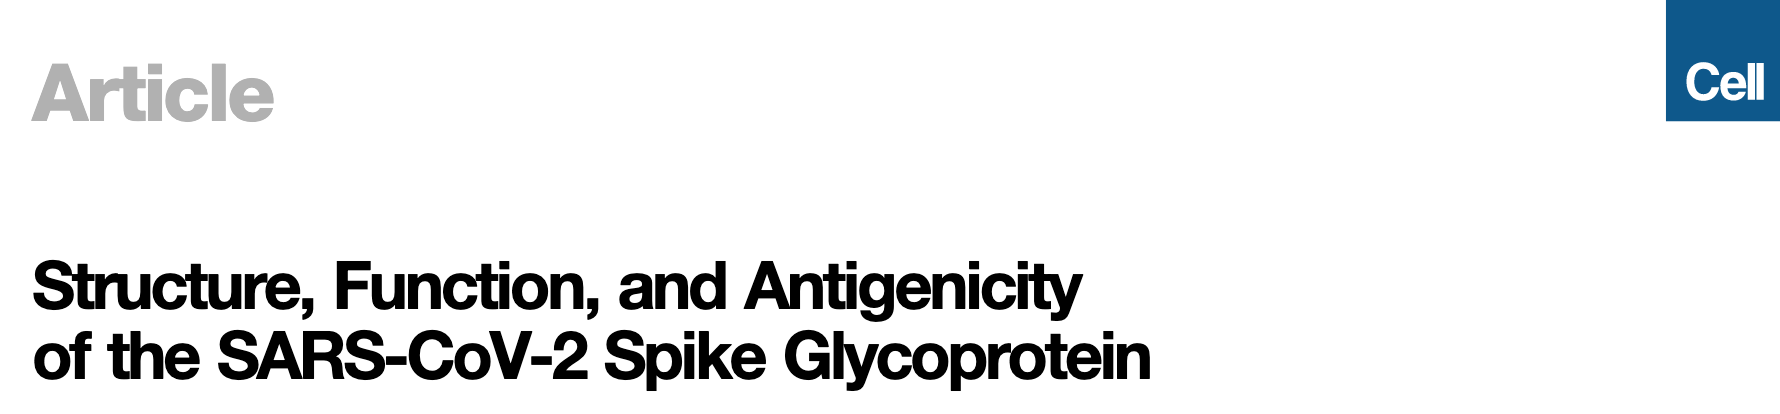 Article
Cell
Structure, Function, and Antigenicity
of the SARS-CoV-2 Spike Glycoprotein